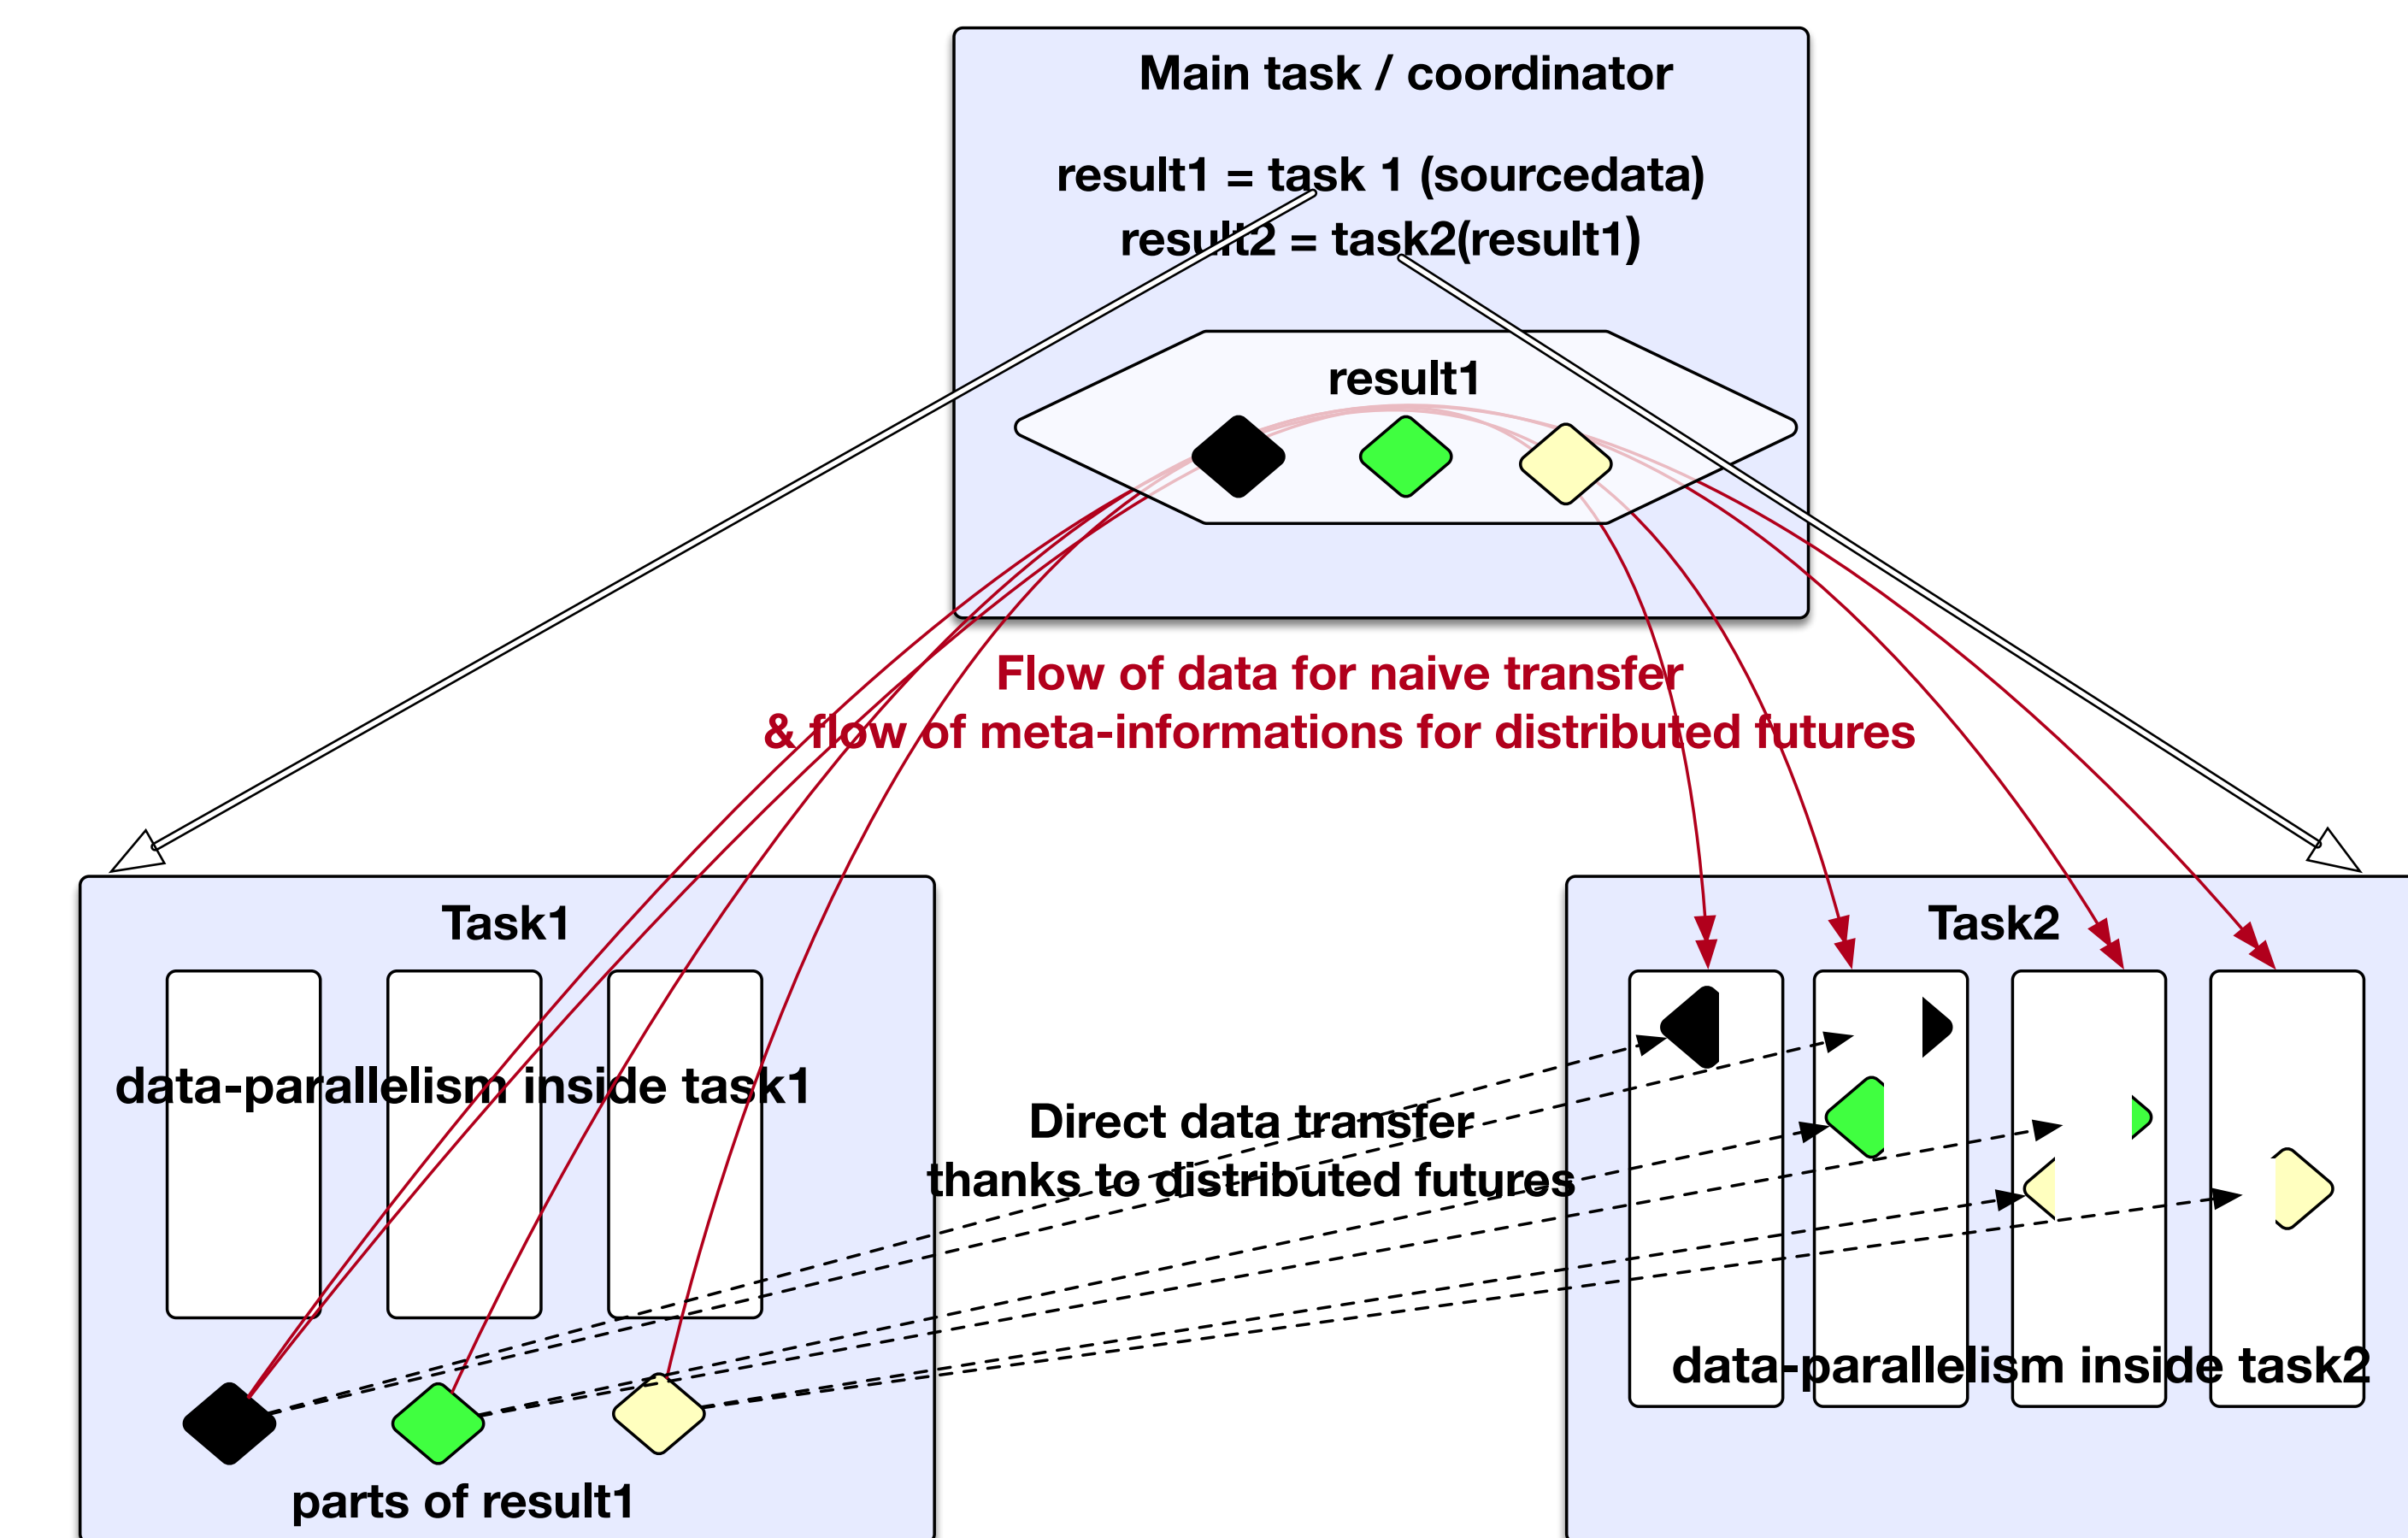 Main task / coordinator
result1 = task 1 (sourcedata)
result2 = task2(result1)
result1
Flow of data for naive transfer
& flow of meta-informations for distributed futures
Task1
Task2
data-parallelism inside task1
Direct data transfer
thanks to distributed futures
data-parallelism inside task2
parts of result1